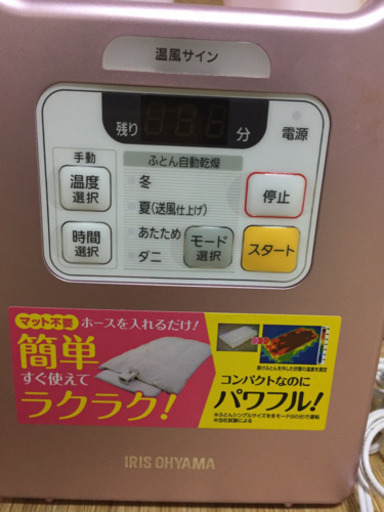 温風サイン
残り
分
電源
手動
ふとん自動乾燥
温度
選択
冬
夏(送風仕上げ)
停止
時間
選択
あたため
ダニ
モード
選択
スタート
マット不要
ホースを入れるだけ!
簡単
すぐ使えて
ラクラク!
コンパクトなのに
パワフル!
IRIS OHYAMA